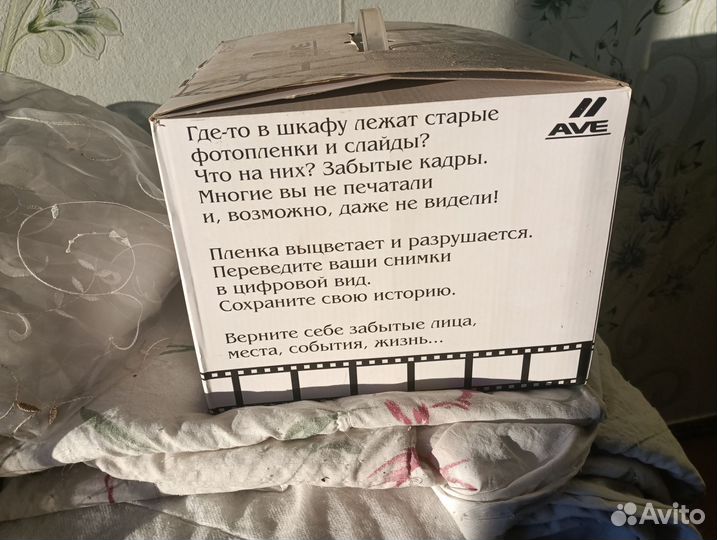 Где-то в шкафу лежат старые
фотопленки и слайды?
Что на них? Забытые кадры.
Многие вы не печатали
и, возможно, даже не видели!
Пленка выцветает и разрушается.
Переведите ваши снимки
в цифровой вид.
Сохраните свою историю.
Верните себе забытые лица,
места, события, жизнь...
AVE
Avito